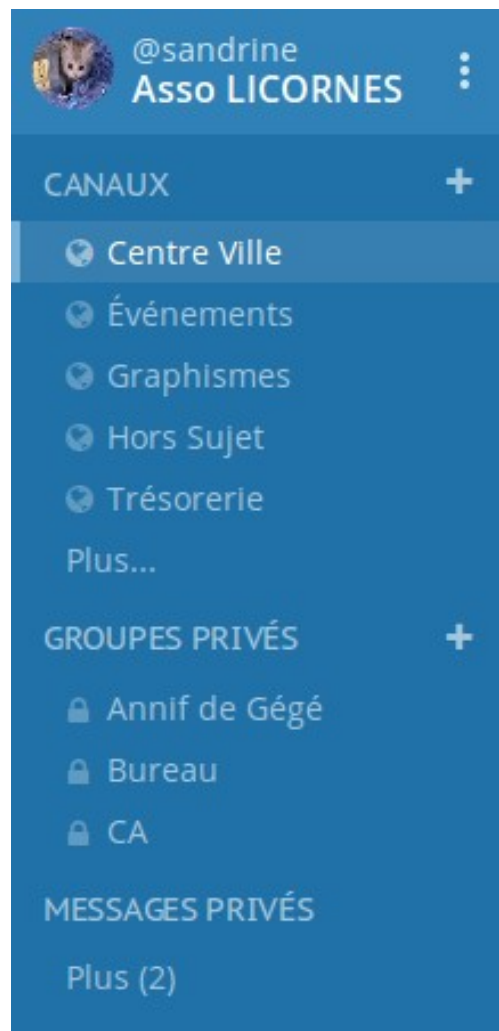 @sandrine
Asso LICORNES
CANAUX +
Centre Ville
Événements
Graphismes
Hors Sujet
Trésorerie
Plus...
GROUPES PRIVÉS +
Annif de Gégé
Bureau
CA
MESSAGES PRIVÉS
Plus (2)